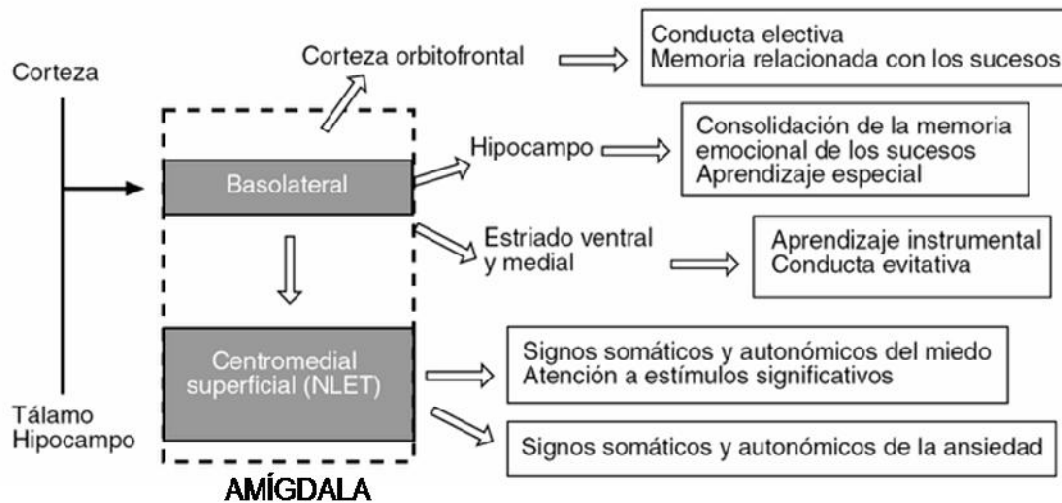 Corteza
Corteza orbitofrontal
Conducta electiva
Memoria relacionada con los sucesos
Basolateral
Hipocampo
Consolidación de la memoria
emocional de los sucesos
Aprendizaje especial
Estriado ventral
y medial
Aprendizaje instrumental
Conducta evitativa
Centromedial
superficial (NLET)
Signos somáticos y autonómicos del miedo
Atención a estímulos significativos
Signos somáticos y autonómicos de la ansiedad
Tálamo
Hipocampo
AMÍGDALA